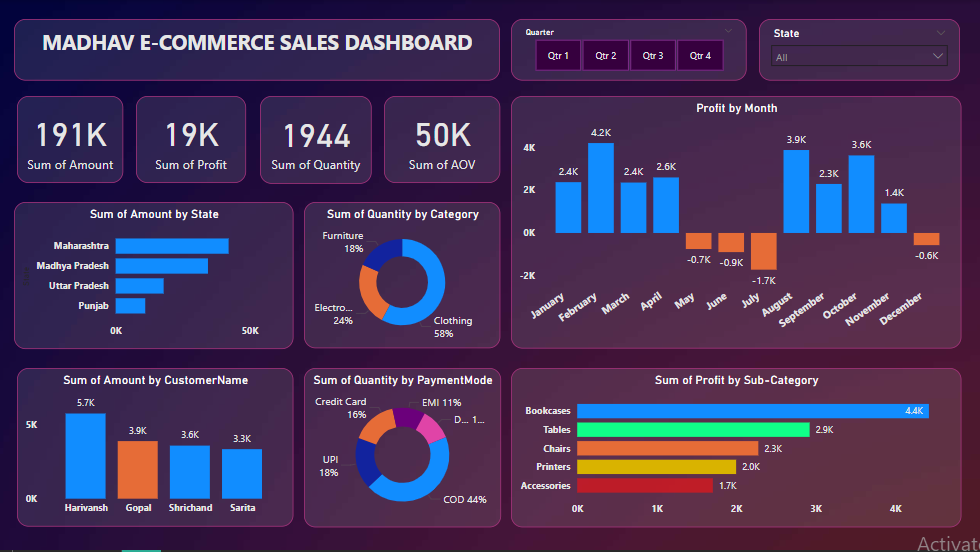 MADHAV E-COMMERCE SALES DASHBOARD
Quarter
Qtr 1
Qtr 2
Qtr 3
Qtr 4
State
All
191K
Sum of Amount
19K
Sum of Profit
1944
Sum of Quantity
50K
Sum of AOV
Profit by Month
4K
2K
0K
-2K
2.4K
4.2K
2.4K
2.6K
-0.7K
-0.9K
-1.7K
3.9K
2.3K
3.6K
1.4K
-0.6K
January
February
March
April
May
June
July
August
September
October
November
December
Sum of Amount by State
Maharashtra
Madhya Pradesh
Uttar Pradesh
Punjab
0K
50K
Sum of Quantity by Category
Furniture
18%
Electro...
24%
Clothing
58%
Sum of Amount by CustomerName
5K
0K
5.7K
3.9K
3.6K
3.3K
Harivansh
Gopal
Shrichand
Sarita
Sum of Quantity by PaymentMode
Credit Card
16%
EMI 11%
D... 1...
UPI
18%
COD 44%
Sum of Profit by Sub-Category
Bookcases
4.4K
Tables
2.9K
Chairs
2.3K
Printers
2.0K
Accessories
1.7K
0K
1K
2K
3K
4K
Activat